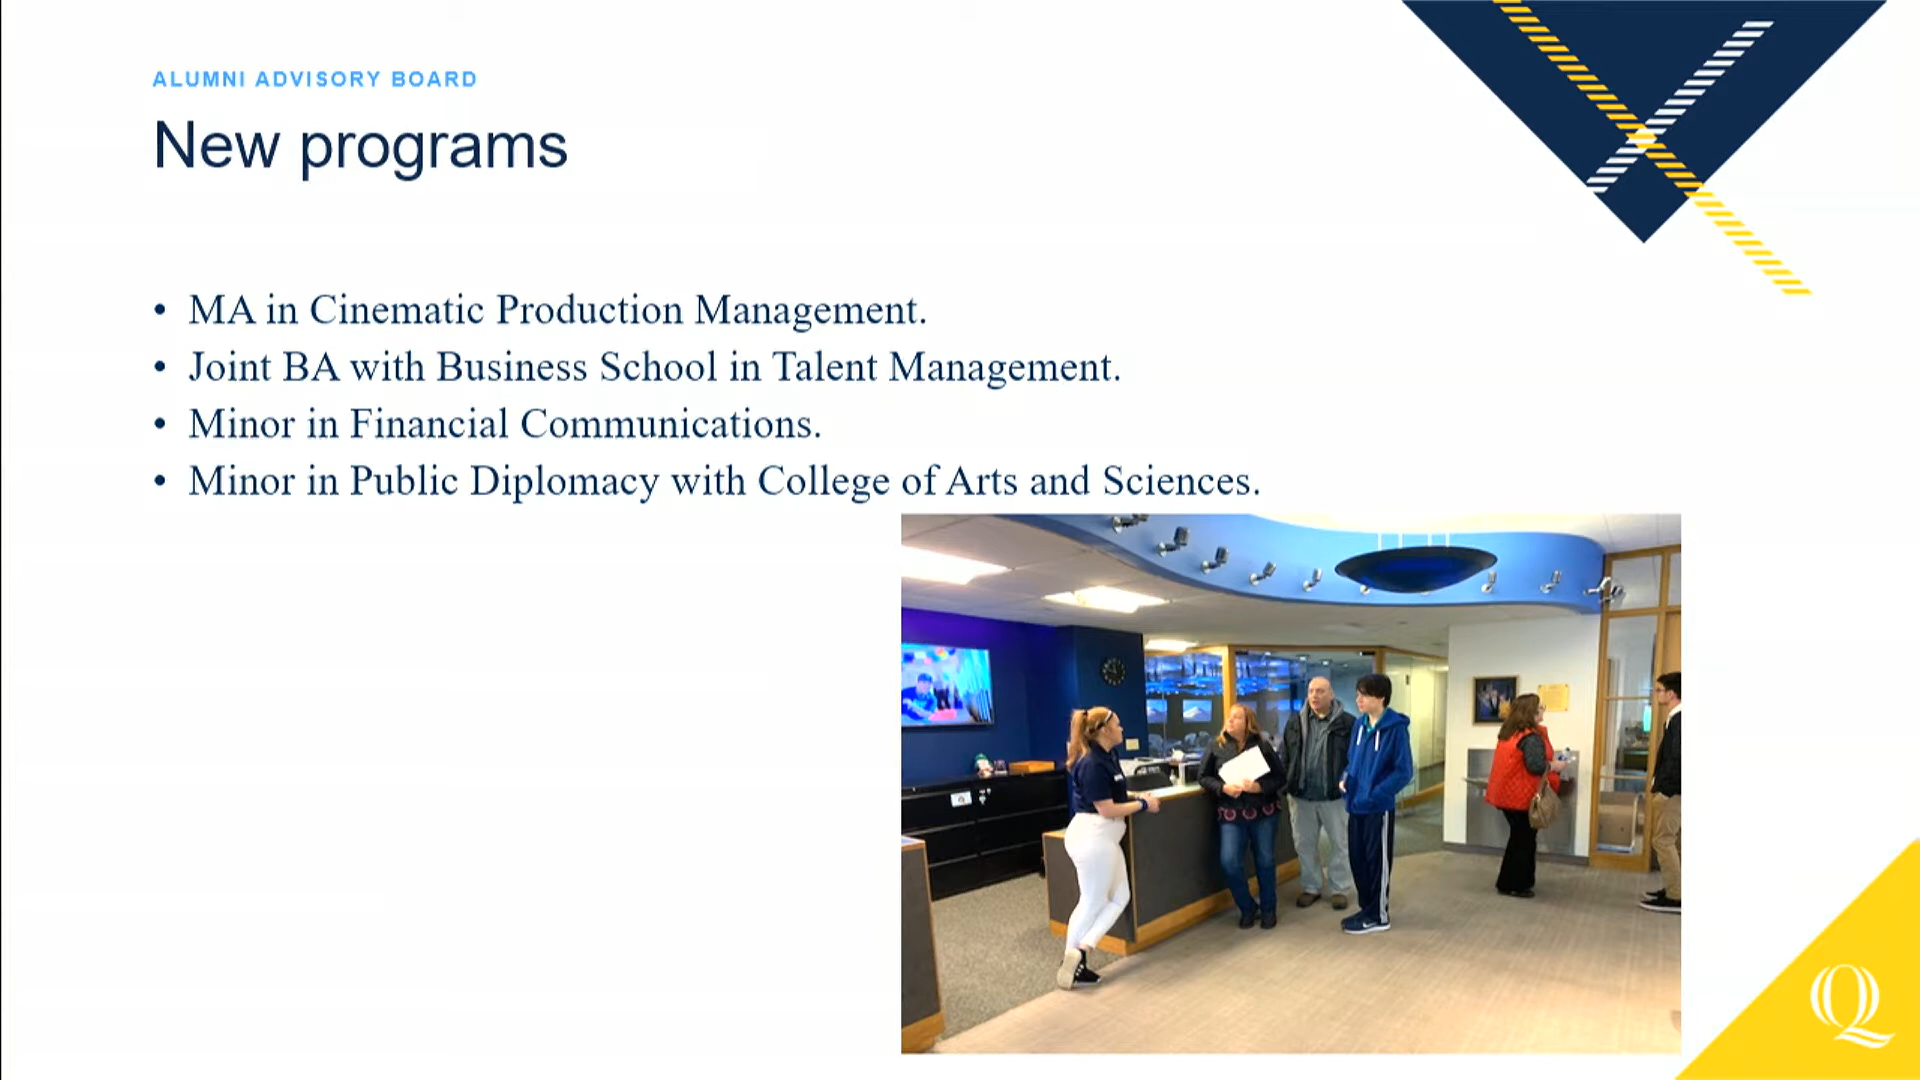 ALUMNI ADVISORY BOARD
New programs
• MA in Cinematic Production Management.
• Joint BA with Business School in Talent Management.
• Minor in Financial Communications.
• Minor in Public Diplomacy with College of Arts and Sciences.
Q